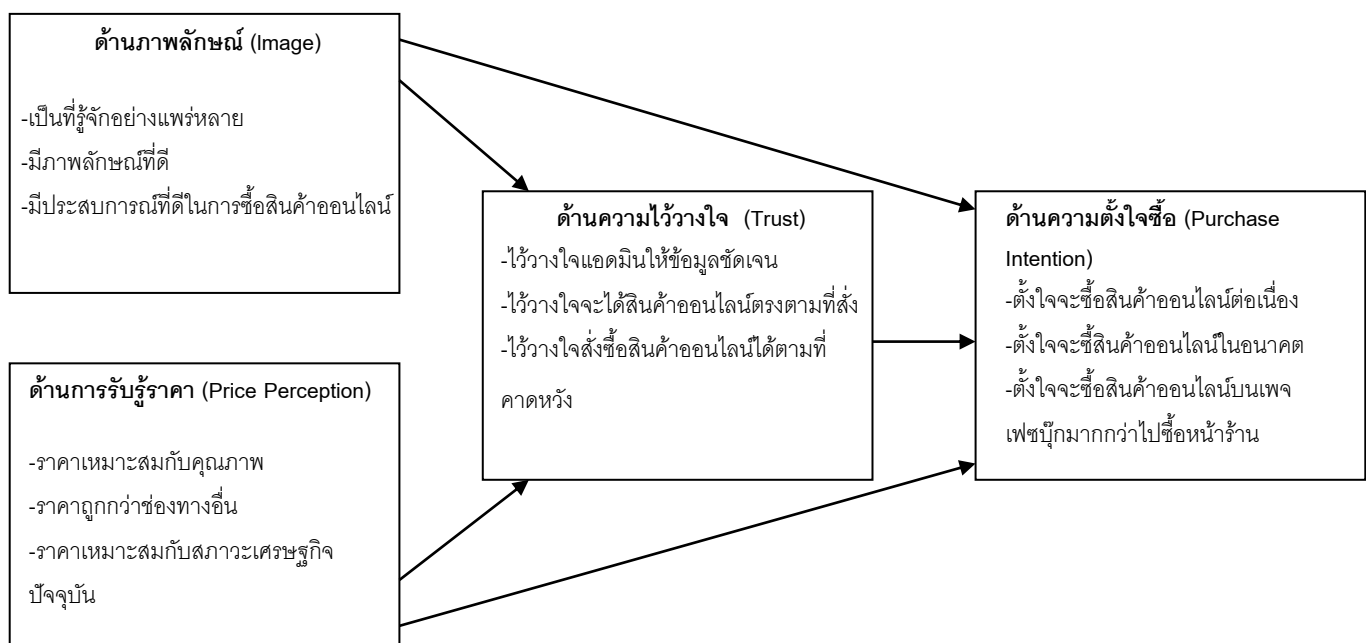 ด้านภาพลักษณ์ (Image)
-เป็นที่รู้จักอย่างแพร่หลาย
-มีภาพลักษณ์ที่ดี
-มีประสบการณ์ที่ดีในการซื้อสินค้าออนไลน์
ด้านการรับรู้ราคา (Price Perception)
-ราคาเหมาะสมกับคุณภาพ
-ราคาถูกกว่าช่องทางอื่น
-ราคาเหมาะสมกับสภาวะเศรษฐกิจ
ปัจจุบัน
ด้านความไว้วางใจ (Trust)
-ไว้วางใจแอดมินให้ข้อมูลชัดเจน
-ไว้วางใจจะได้สินค้าออนไลน์ตรงตามที่สั่ง
-ไว้วางใจสั่งซื้อสินค้าออนไลน์ได้ตามที่
คาดหวัง
ด้านความตั้งใจซื้อ (Purchase
Intention)
-ตั้งใจจะซื้อสินค้าออนไลน์ต่อเนื่อง
-ตั้งใจจะซื้สินค้าออนไลน์ในอนาคต
-ตั้งใจจะซื้อสินค้าออนไลน์บนเพจ
เฟซบุ๊กมากกว่าไปซื้อหน้าร้าน